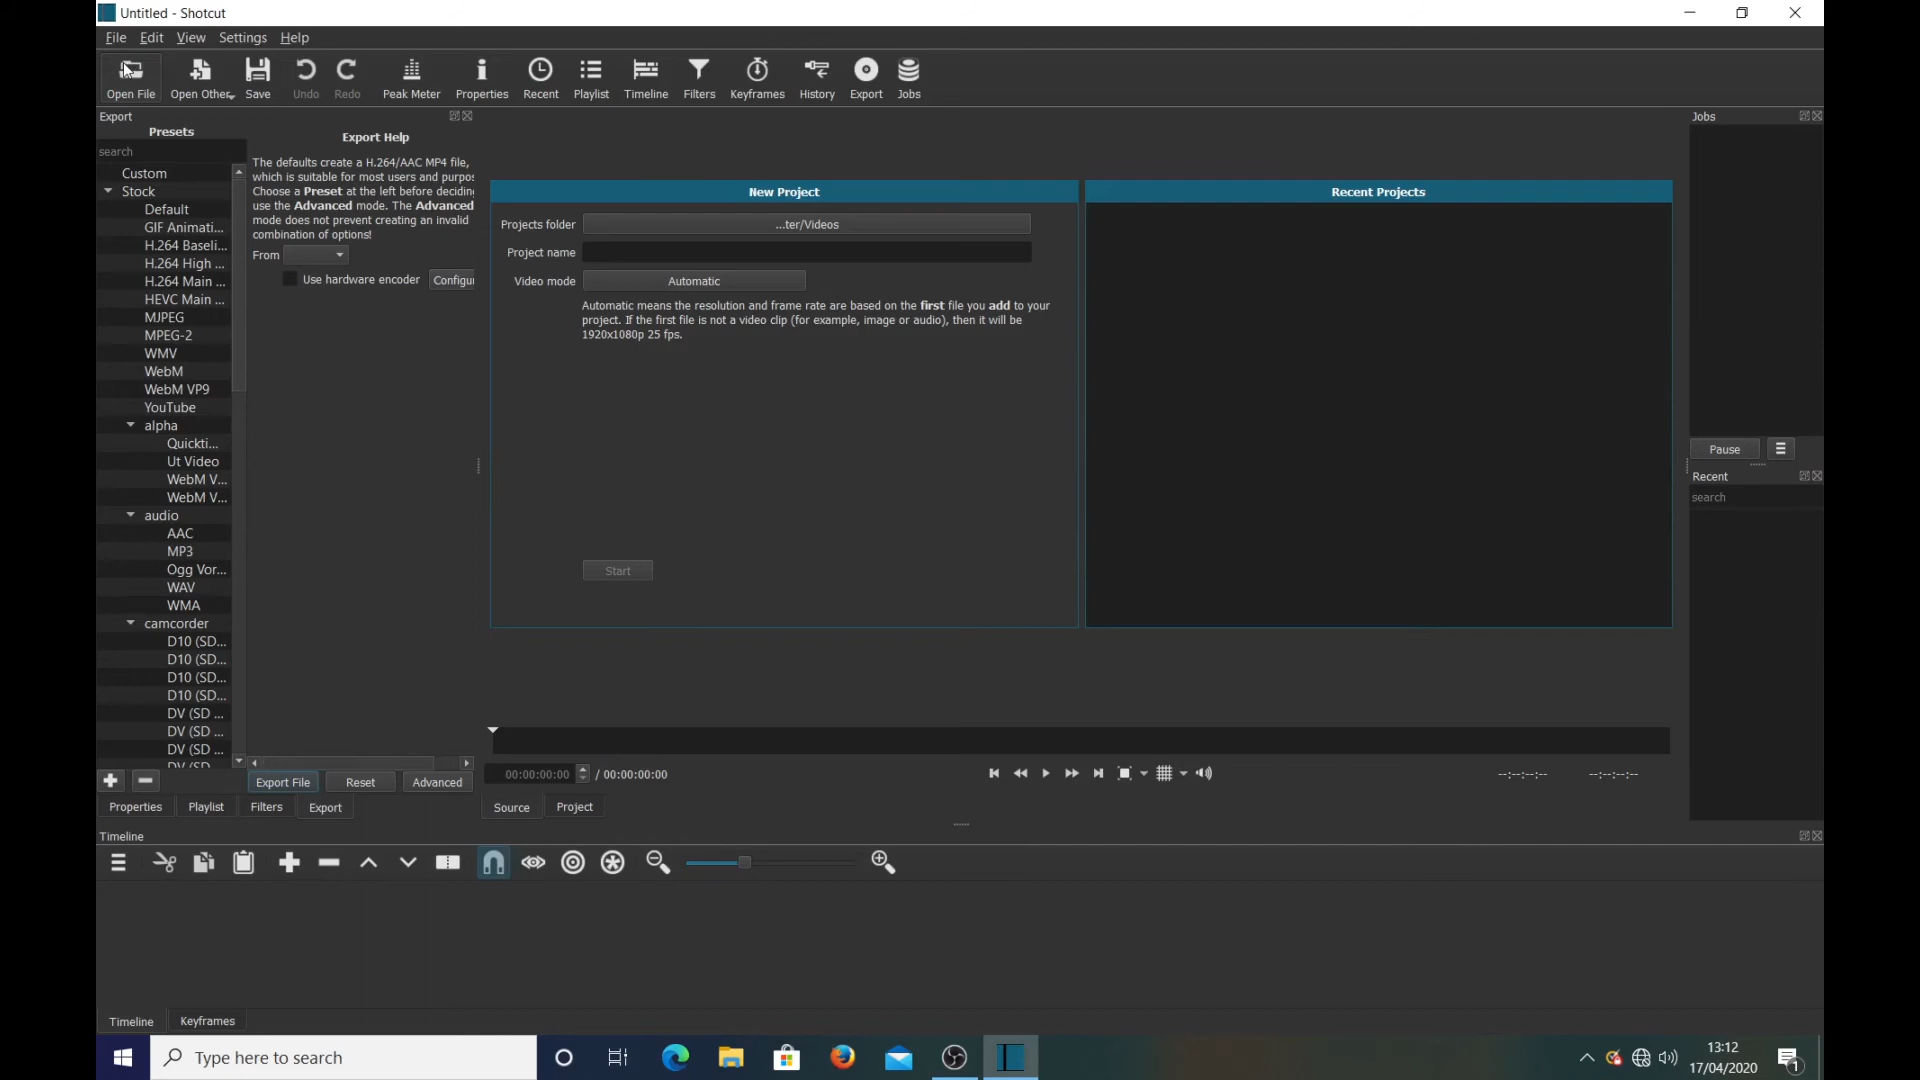 Untitled - Shotcut
File Edit View Settings Help
Open File Open Other Save Undo Redo Peak Meter Properties Recent Playlist Timeline Filters Keyframes History Export Jobs
Export
Presets
search
Custom
Stock
Default
GIF Animati...
H.264 Baseli...
H.264 High ...
H.264 Main ...
HEVC Main ...
MJPEG
MPEG-2
WMV
WebM
WebM VP9
YouTube
alpha
Quickti...
Ut Video
WebM V...
WebM V...
audio
AAC
MP3
Ogg Vor...
WAV
WMA
camcorder
D10 (SD...
D10 (SD...
D10 (SD...
D10 (SD...
DV (SD ...
DV (SD ...
DV (SD ...
DV (SD
Export Help
The defaults create a H.264/AAC MP4 file,
which is suitable for most users and purpos
Choose a Preset at the left before deciding
use the Advanced mode. The Advanced
mode does not prevent creating an invalid
combination of options!
From
Use hardware encoder Configu
Export File Reset Advanced
Properties Playlist Filters Export
New Project
Projects folder ...ter/Videos
Project name
Video mode Automatic
Automatic means the resolution and frame rate are based on the first file you add to your
project. If the first file is not a video clip (for example, image or audio), then it will be
1920x1080p 25 fps.
Start
Recent Projects
00:00:00:00 / 00:00:00:00
--:--:--:-- --:--:--:--
Source Project
Jobs
Pause
Recent
search
Timeline
Timeline Keyframes
Type here to search
13:12
17/04/2020
1